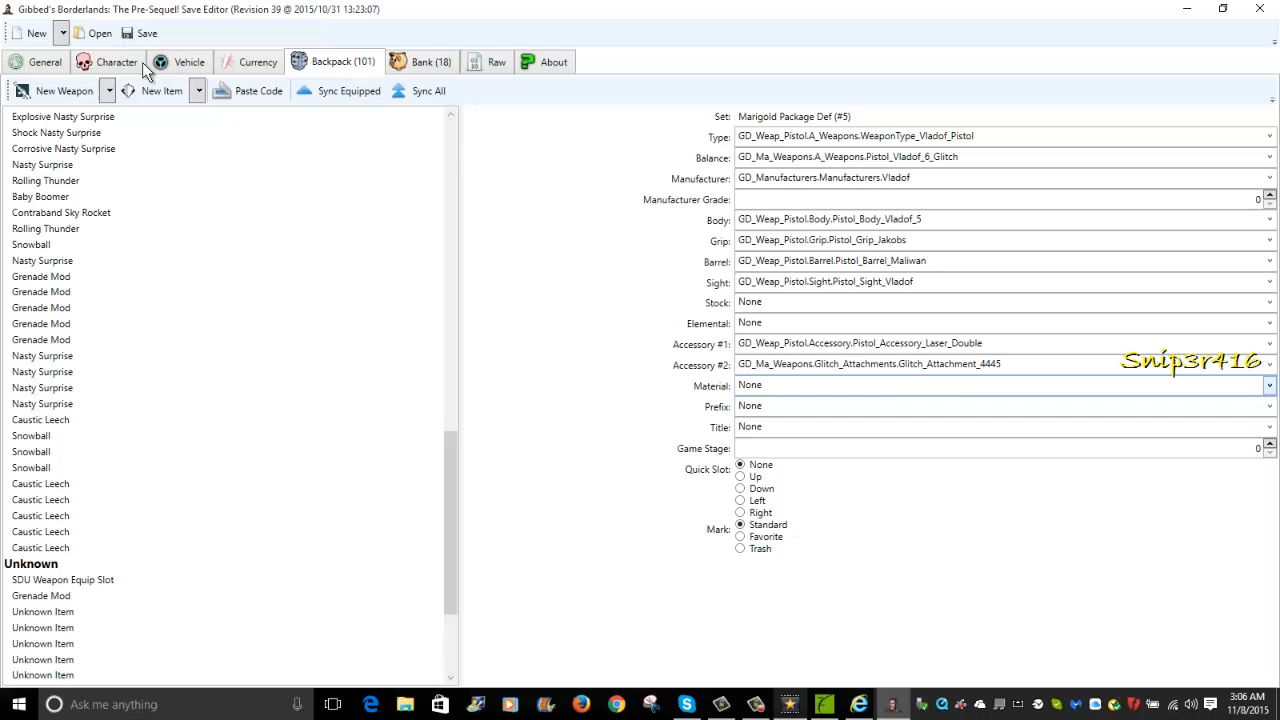 Gibbed's Borderlands: The Pre-Sequel! Save Editor (Revision 39 @ 2015/10/31 13:23:07)
New Open Save
General Character Vehicle Currency Backpack (101) Bank (18) Raw About
New Weapon New Item Paste Code Sync Equipped Sync All
Explosive Nasty Surprise
Shock Nasty Surprise
Corrosive Nasty Surprise
Nasty Surprise
Rolling Thunder
Baby Boomer
Contraband Sky Rocket
Rolling Thunder
Snowball
Nasty Surprise
Grenade Mod
Grenade Mod
Grenade Mod
Grenade Mod
Grenade Mod
Nasty Surprise
Nasty Surprise
Nasty Surprise
Nasty Surprise
Caustic Leech
Snowball
Snowball
Snowball
Caustic Leech
Caustic Leech
Caustic Leech
Caustic Leech
Caustic Leech
Unknown
SDU Weapon Equip Slot
Grenade Mod
Unknown Item
Unknown Item
Unknown Item
Unknown Item
Unknown Item
Set: Marigold Package Def (#5)
Type: GD_Weap_Pistol.A_Weapons.WeaponType_Vladof_Pistol
Balance: GD_Ma_Weapons.A_Weapons.Pistol_Vladof_6_Glitch
Manufacturer: GD_Manufacturers.Manufacturers.Vladof
Manufacturer Grade: 0
Body: GD_Weap_Pistol.Body.Pistol_Body_Vladof_5
Grip: GD_Weap_Pistol.Grip.Pistol_Grip_Jakobs
Barrel: GD_Weap_Pistol.Barrel.Pistol_Barrel_Maliwan
Sight: GD_Weap_Pistol.Sight.Pistol_Sight_Vladof
Stock: None
Elemental: None
Accessory #1: GD_Weap_Pistol.Accessory.Pistol_Accessory_Laser_Double
Accessory #2: GD_Ma_Weapons.Glitch_Attachments.Glitch_Attachment_4445
Snip3r416
Material: None
Prefix: None
Title: None
Game Stage: 0
Quick Slot: None
Up
Down
Left
Right
Mark: Standard
Favorite
Trash
Ask me anything
3:06 AM
11/8/2015